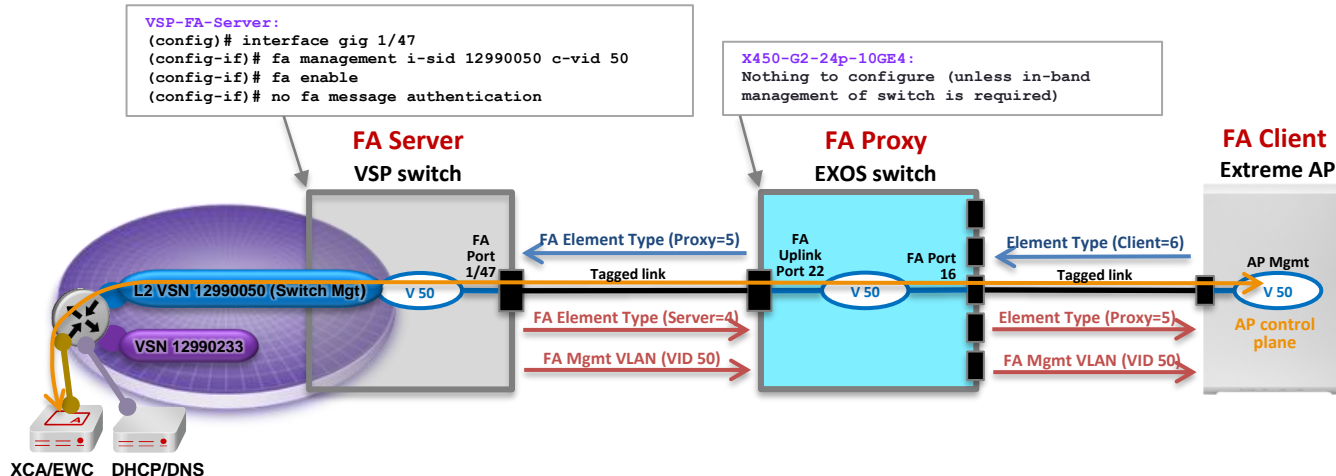 VSP-FA-Server:
(config)# interface gig 1/47
(config-if)# fa management i-sid 12990050 c-vid 50
(config-if)# fa enable
(config-if)# no fa message authentication
X450-G2-24p-10GE4:
Nothing to configure (unless in-band
management of switch is required)
FA Server
VSP switch
FA Proxy
EXOS switch
FA Client
Extreme AP
FA
Port
1/47
FA Element Type (Proxy=5)
FA
Uplink
Port 22
FA Port
16
Element Type (Client=6)
AP Mgmt
Tagged link
Tagged link
L2 VSN 12990050 (Switch Mgt)
V 50
V 50
V 50
FA Element Type (Server=4)
Element Type (Proxy=5)
AP control
plane
VSN 12990233
FA Mgmt VLAN (VID 50)
FA Mgmt VLAN (VID 50)
A
XCA/EWC
DHCP/DNS